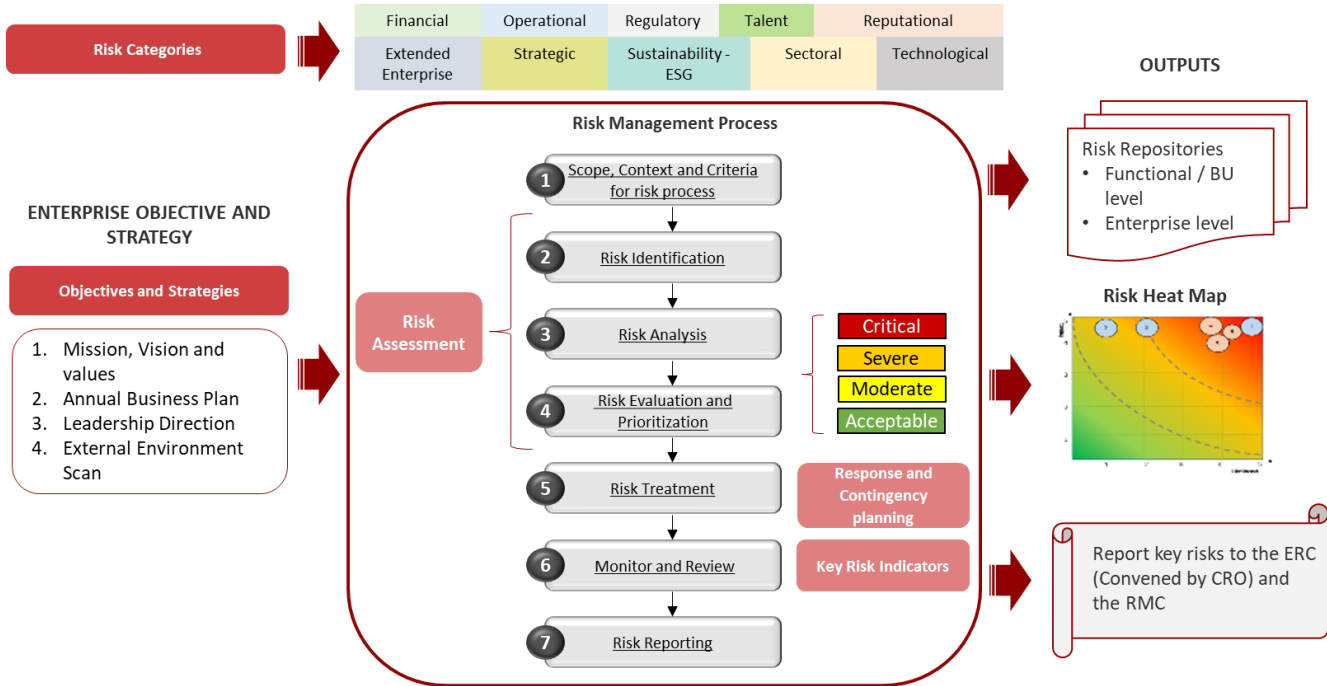 Financial
Operational
Regulatory
Talent
Reputational
Risk Categories
Extended
Enterprise
Strategic
Sustainability -
ESG
Sectoral
Technological
OUTPUTS
Risk Management Process
Risk Repositories
• Functional / BU
level
• Enterprise level
1
Scope, Context and Criteria
for risk process
ENTERPRISE OBJECTIVE AND
STRATEGY
2
Risk Identification
Objectives and Strategies
Risk Heat Map
Risk
Assessment
3
Risk Analysis
Critical
Severe
Moderate
Acceptable
1. Mission, Vision and
values
2. Annual Business Plan
3. Leadership Direction
4. External Environment
Scan
4
Risk Evaluation and
Prioritization
5
Risk Treatment
Response and
Contingency
planning
6
Monitor and Review
Key Risk Indicators
Report key risks to the ERC
(Convened by CRO) and
the RMC
7
Risk Reporting